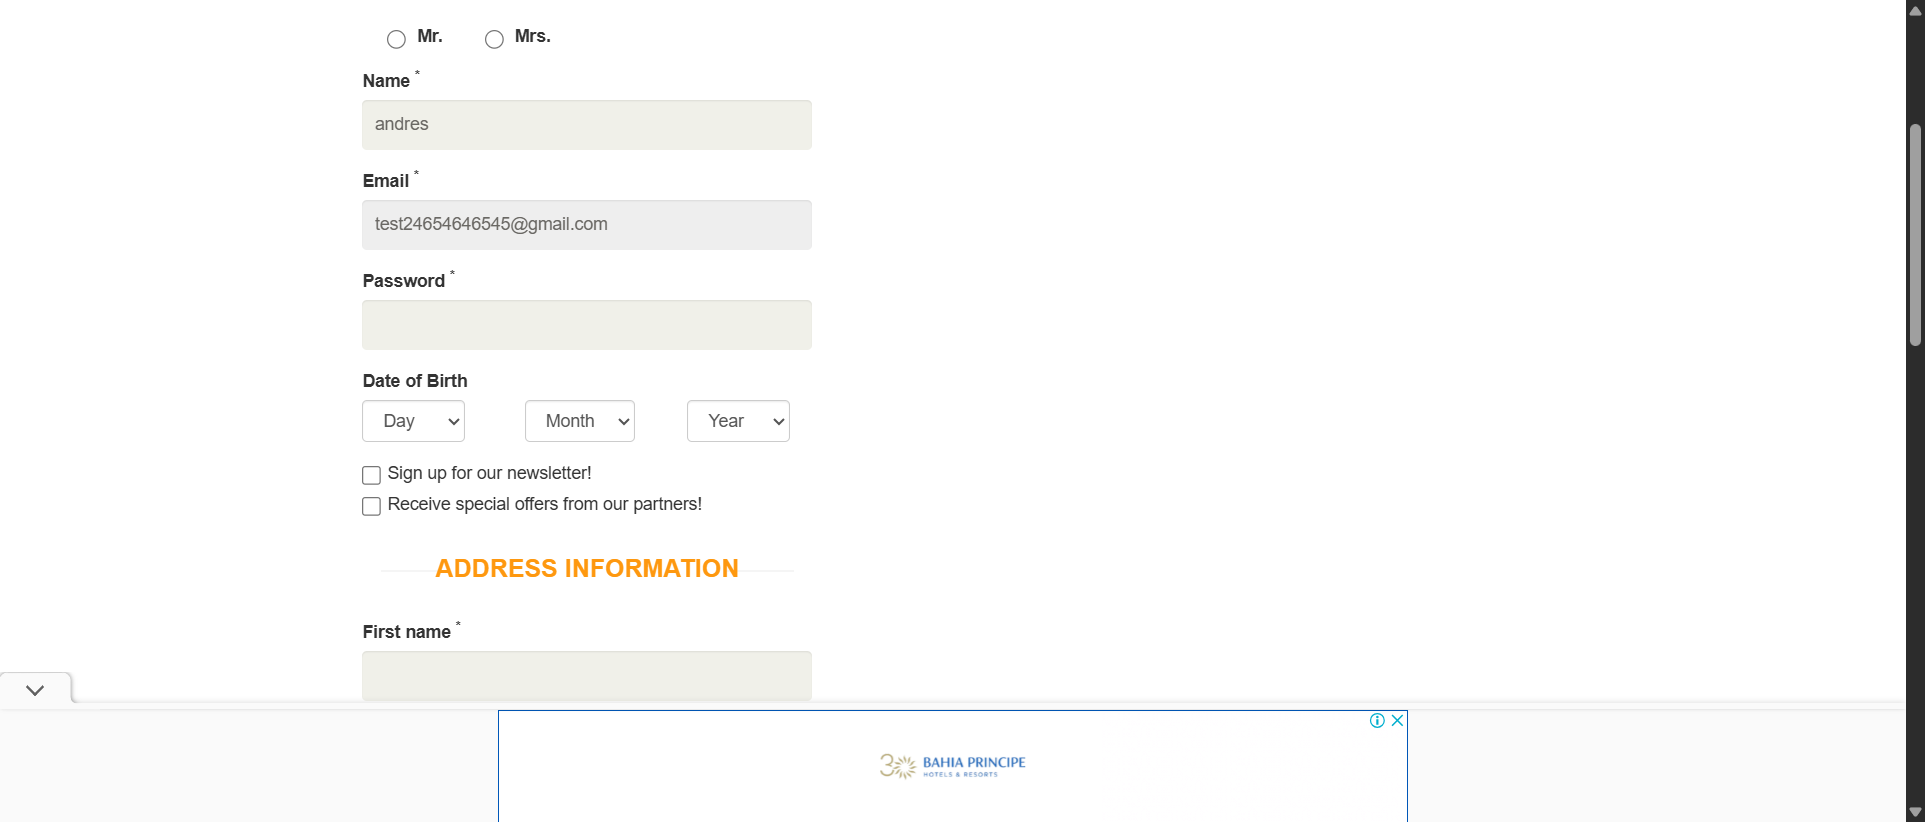 Mr. Mrs.
Name *
andres
Email *
test24654646545@gmail.com
Password *
Date of Birth
Day Month Year
Sign up for our newsletter!
Receive special offers from our partners!
ADDRESS INFORMATION
First name *
30 BAHIA PRINCIPE
HOTELS & RESORTS